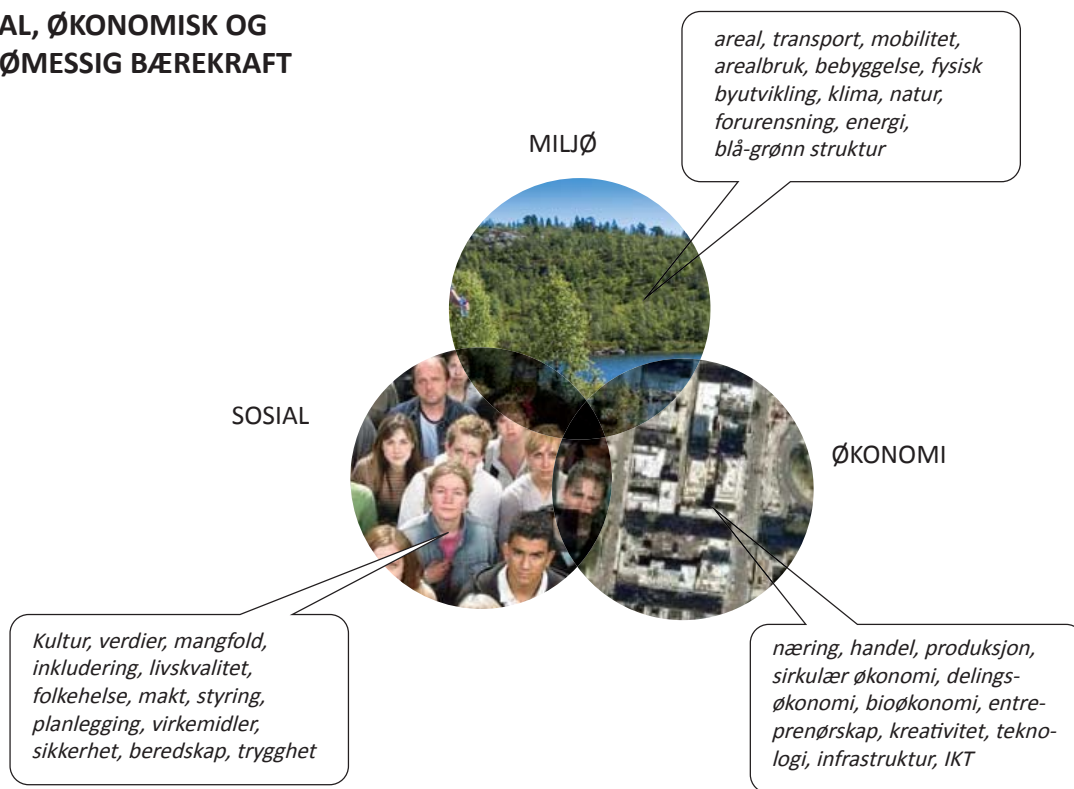 AL, ØKONOMISK OG
ØMESSIG BÆREKRAFT
areal, transport, mobilitet,
arealbruk, bebyggelse, fysisk
byutvikling, klima, natur,
forurensning, energi,
blå-grønn struktur
MILJØ
SOSIAL
ØKONOMI
Kultur, verdier, mangfold,
inkludering, livskvalitet,
folkehelse, makt, styring,
planlegging, virkemidler,
sikkerhet, beredskap, trygghet
næring, handel, produksjon,
sirkulær økonomi, delings-
økonomi, bioøkonomi, entre-
prenørskap, kreativitet, tekno-
logi, infrastruktur, IKT